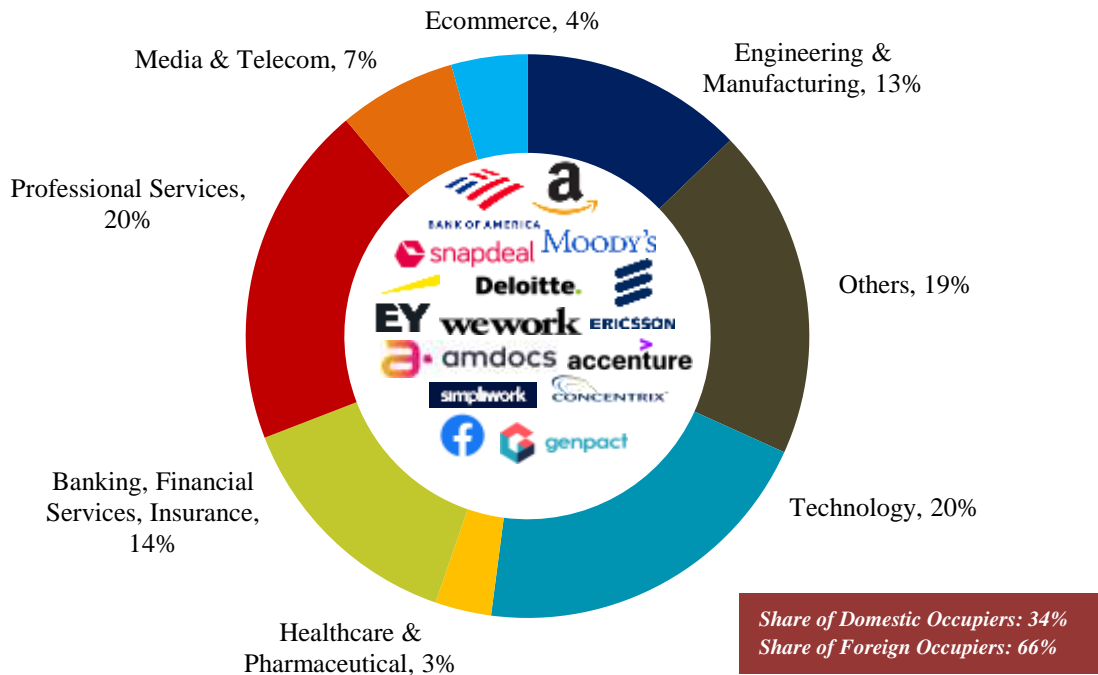 Ecommerce, 4%
Media & Telecom, 7%
Engineering &
Manufacturing, 13%
Professional Services,
20%
Others, 19%
BANK OF AMERICA
a
snapdeal
MOODY'S
Deloitte.
EY
wework
ERICSSON
a
amdocs
accenture
simpliwork
CONCENTRIX
f
genpact
Banking, Financial
Services, Insurance,
14%
Technology, 20%
Healthcare &
Pharmaceutical, 3%
Share of Domestic Occupiers: 34%
Share of Foreign Occupiers: 66%